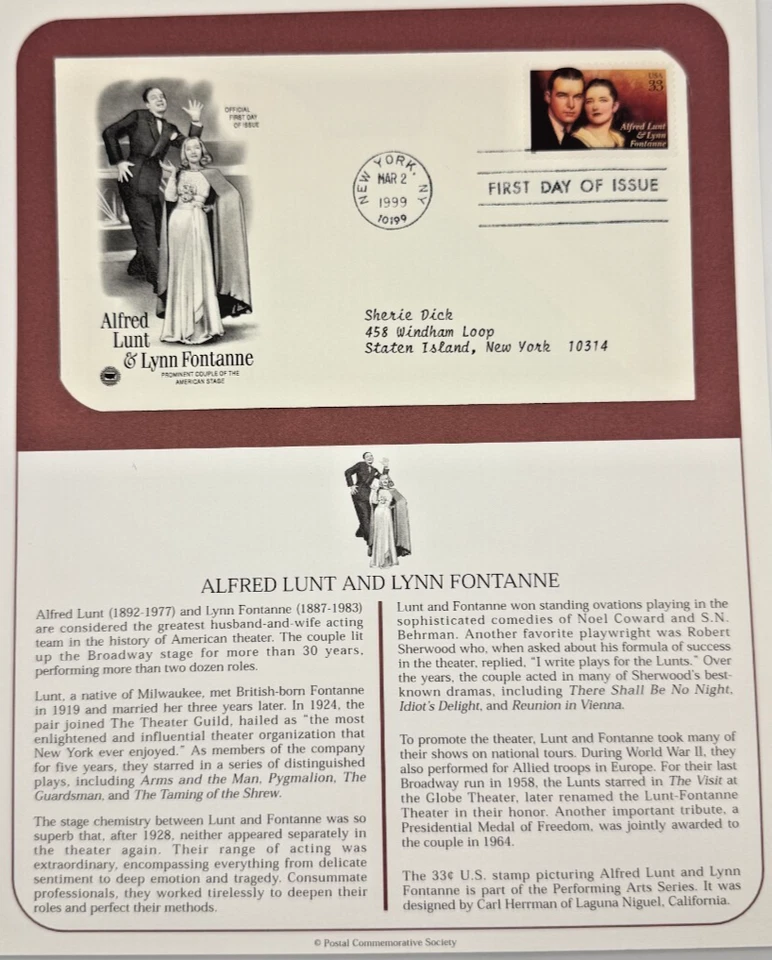 OFFICIAL
FIRST DAY
OF ISSUE
USA
33
Alfred Lunt
& Lynn
Fontanne
NEW YORK, NY
MAR 2
1999
10199
FIRST DAY OF ISSUE
Sherie Dick
458 Windham Loop
Staten Island, New York 10314
Alfred
Lunt
& Lynn Fontanne
PROMINENT COUPLE OF THE
AMERICAN STAGE
ALFRED LUNT AND LYNN FONTANNE
Alfred Lunt (1892-1977) and Lynn Fontanne (1887-1983)
are considered the greatest husband-and-wife acting
team in the history of American theater. The couple lit
up the Broadway stage for more than 30 years,
performing more than two dozen roles.
Lunt, a native of Milwaukee, met British-born Fontanne
in 1919 and married her three years later. In 1924, the
pair joined The Theater Guild, hailed as "the most
enlightened and influential theater organization that
New York ever enjoyed." As members of the company
for five years, they starred in a series of distinguished
plays, including Arms and the Man, Pygmalion, The
Guardsman, and The Taming of the Shrew.
The stage chemistry between Lunt and Fontanne was so
superb that, after 1928, neither appeared separately in
the theater again. Their range of acting was
extraordinary, encompassing everything from delicate
sentiment to deep emotion and tragedy. Consummate
professionals, they worked tirelessly to deepen their
roles and perfect their methods.
Lunt and Fontanne won standing ovations playing in the
sophisticated comedies of Noel Coward and S.N.
Behrman. Another favorite playwright was Robert
Sherwood who, when asked about his formula of success
in the theater, replied, "I write plays for the Lunts." Over
the years, the couple acted in many of Sherwood's best-
known dramas, including There Shall Be No Night,
Idiot's Delight, and Reunion in Vienna.
To promote the theater, Lunt and Fontanne took many of
their shows on national tours. During World War II, they
also performed for Allied troops in Europe. For their last
Broadway run in 1958, the Lunts starred in The Visit at
the Globe Theater, later renamed the Lunt-Fontanne
Theater in their honor. Another important tribute, a
Presidential Medal of Freedom, was jointly awarded to
the couple in 1964.
The 33¢ U.S. stamp picturing Alfred Lunt and Lynn
Fontanne is part of the Performing Arts Series. It was
designed by Carl Herrman of Laguna Niguel, California.
© Postal Commemorative Society